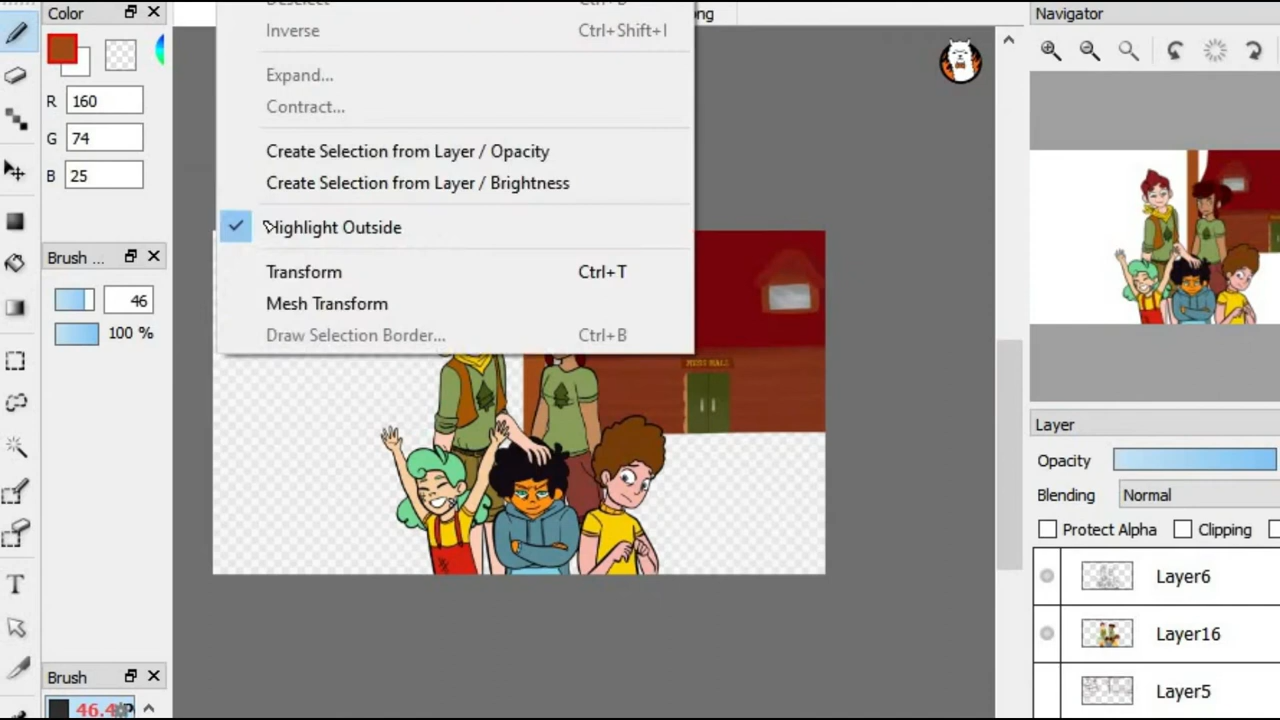 Color
R 160
G 74
B 25
Brush ...
46
100 %
Brush
Inverse Ctrl+Shift+I
Expand...
Contract...
Create Selection from Layer / Opacity
Create Selection from Layer / Brightness
Highlight Outside
Transform Ctrl+T
Mesh Transform
Draw Selection Border... Ctrl+B
MESS HALL
T
Navigator
Layer
Opacity
Blending Normal
Protect Alpha Clipping
Layer6
Layer16
Layer5